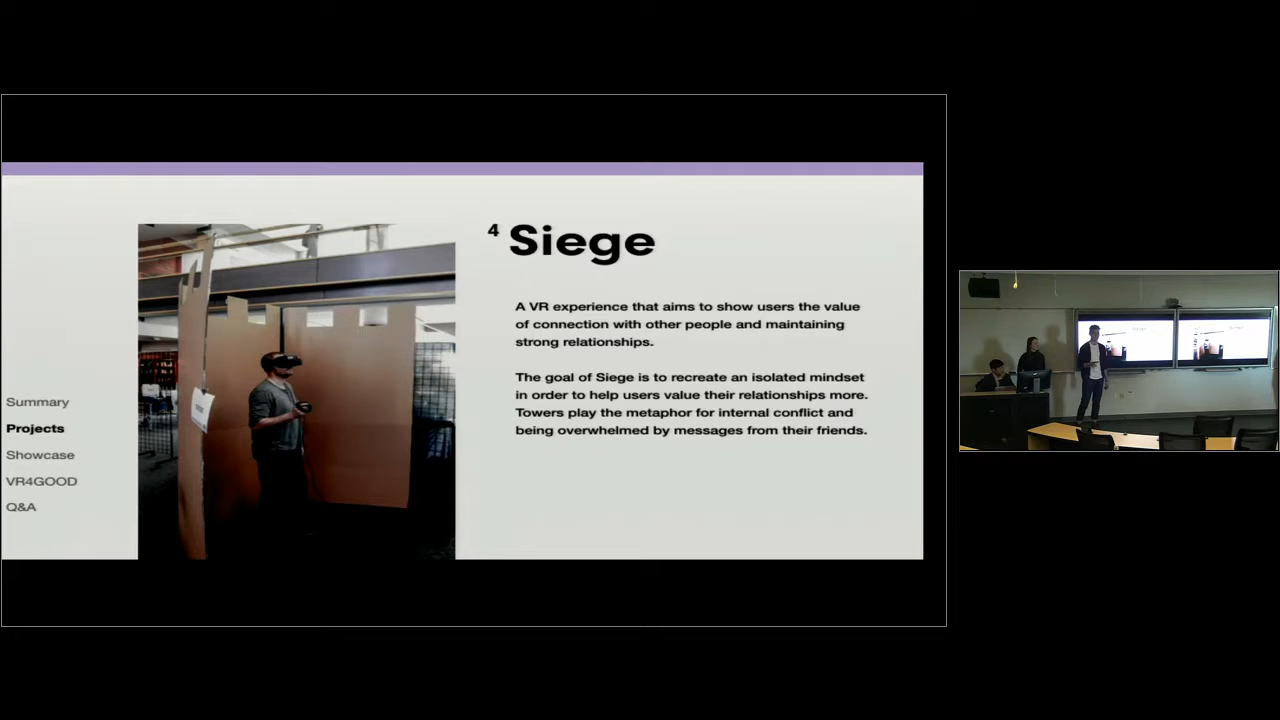 4 Siege
A VR experience that aims to show users the value
of connection with other people and maintaining
strong relationships.
The goal of Siege is to recreate an isolated mindset
in order to help users value their relationships more.
Towers play the metaphor for internal conflict and
being overwhelmed by messages from their friends.
Summary
Projects
Showcase
VR4GOOD
Q&A